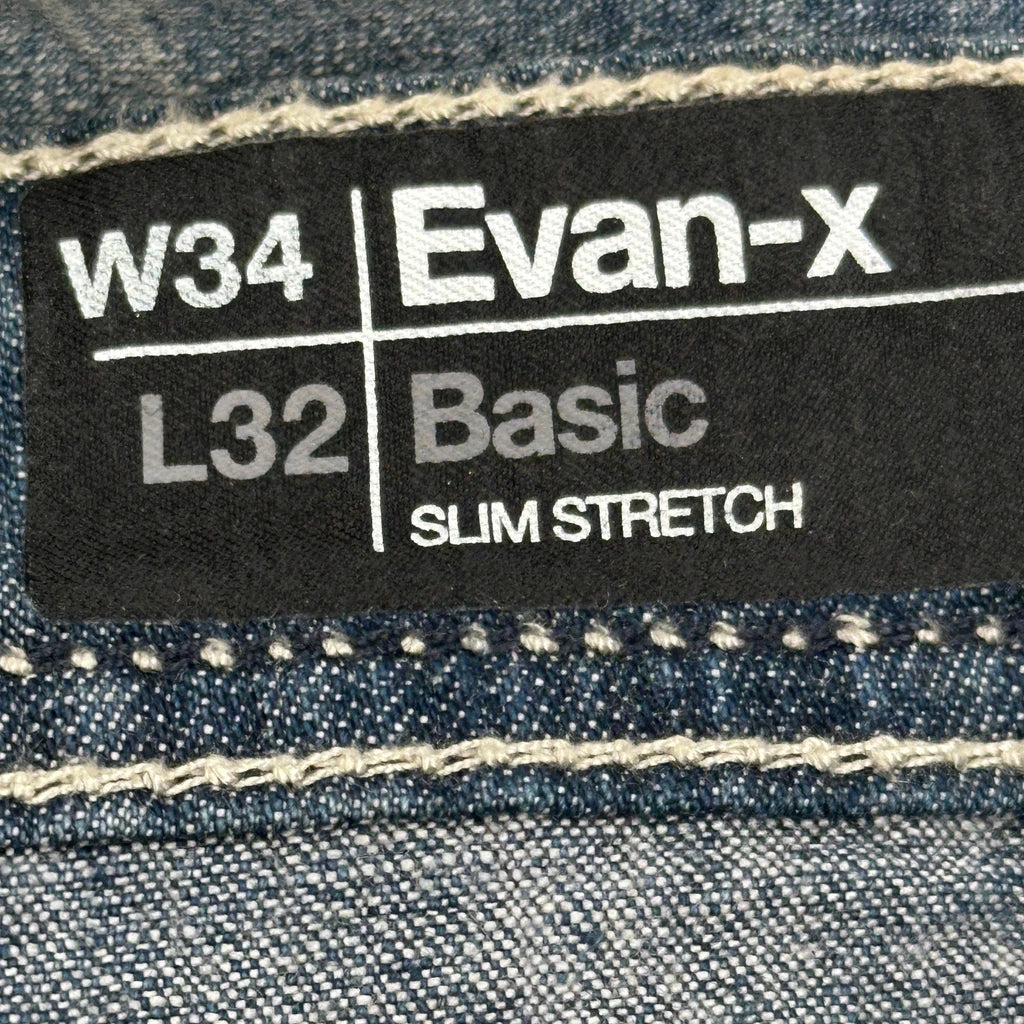 W34 Evan-x
L32 Basic
SLIM STRETCH